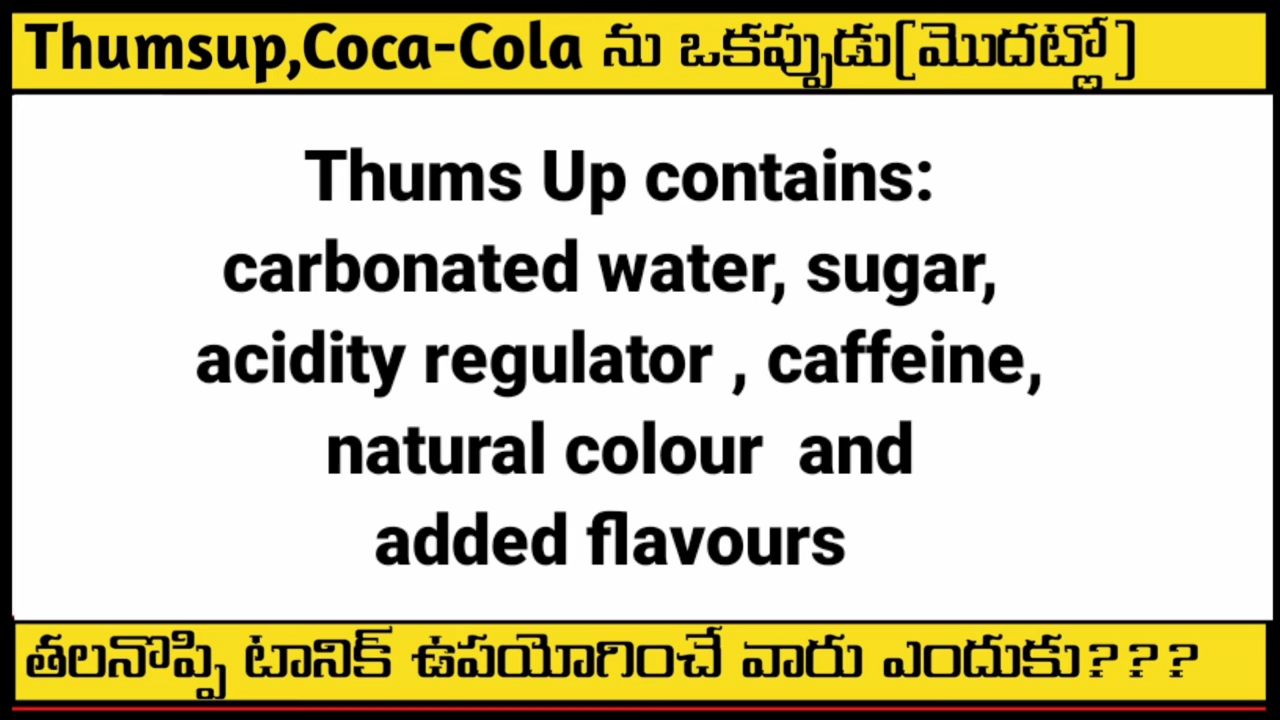 Thumsup,Coca-Cola ను ఒకప్పుడు[మొదట్లో]
Thums Up contains:
carbonated water, sugar,
acidity regulator , caffeine,
natural colour and
added flavours
తలనొప్పి టానిక్ ఉపయోగించే వారు ఎందుకు???